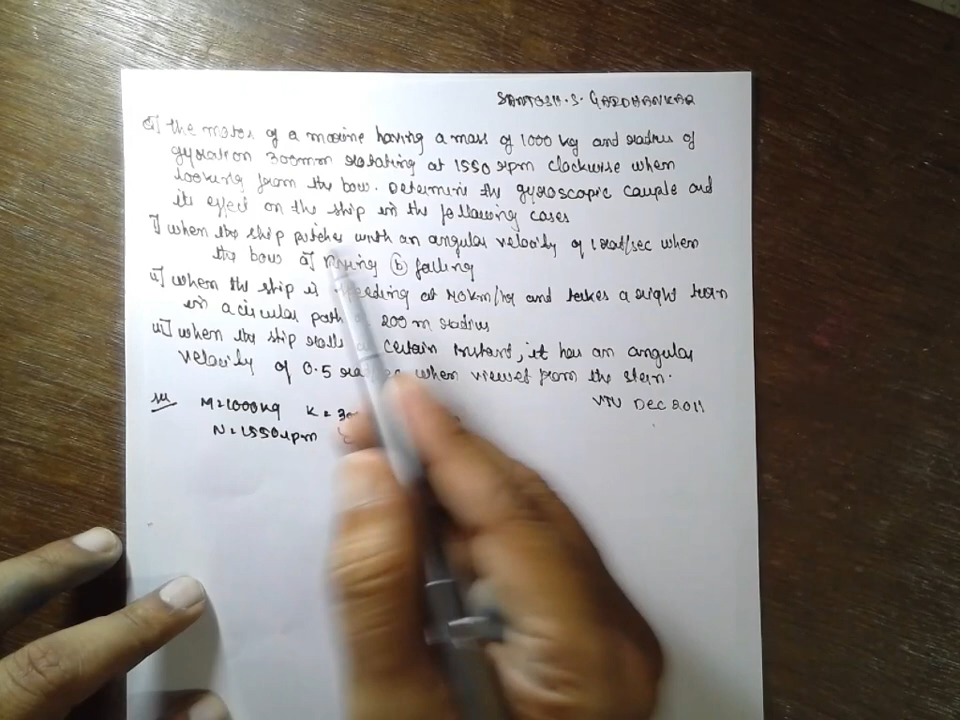 SANTOSH.S. GARDHANKAR
the motor of a marine having a mass of 1000 kg and radius of
gyration 300mm rotating at 1550 rpm clockwise when
looking from the bow. Determine the gyroscopic couple and
its effect on the ship in the following cases
i] when the ship pitches with an angular velocity of 1 rad/sec when
the bow a] rising b falling
ii] when the ship is speeding at 40km/hr and takes a right turn
in a circular path 200 m radius
iii] when the ship rolls certain instant, it has an angular
velocity of 0.5 when viewed from the stern.
VTU DEC 2011
M=1000kg K=
N=1550rpm